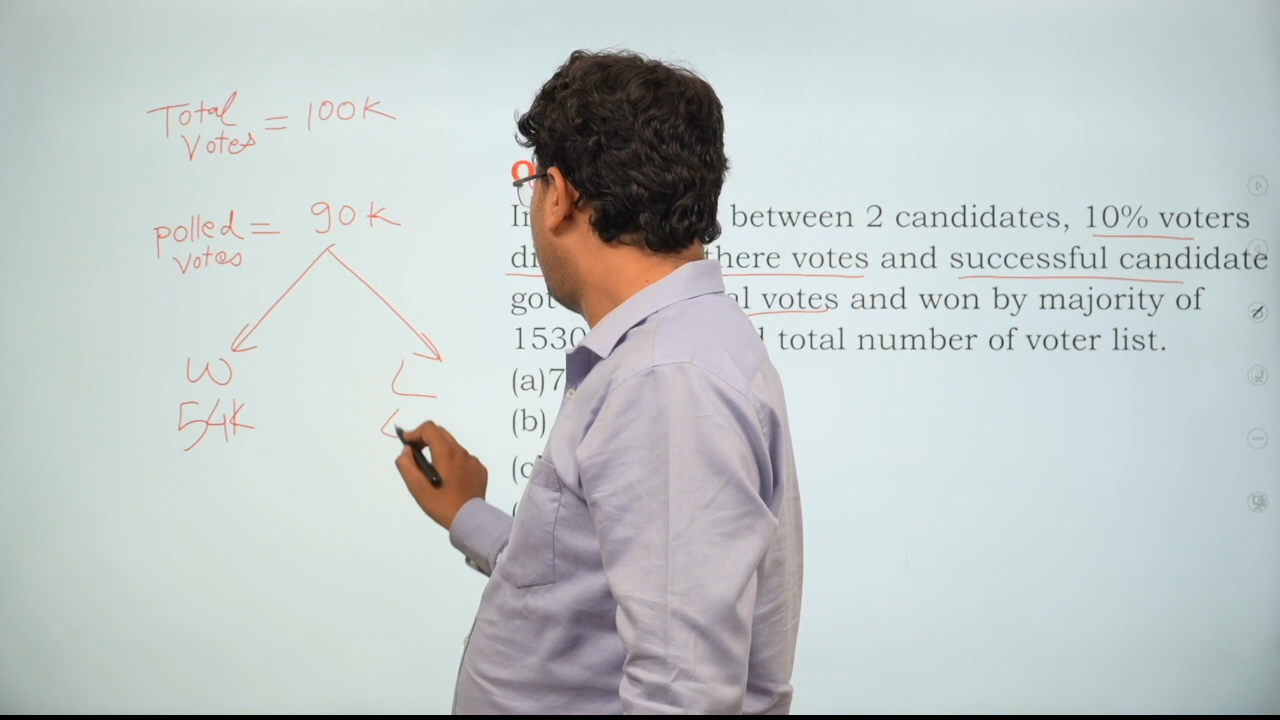 Total
Votes = 100K
polled = 90K
votes
W L
54K
Q
In between 2 candidates, 10% voters
there votes and successful candidate
got votes and won by majority of
1530 total number of voter list.
(a)7
(b)
(c